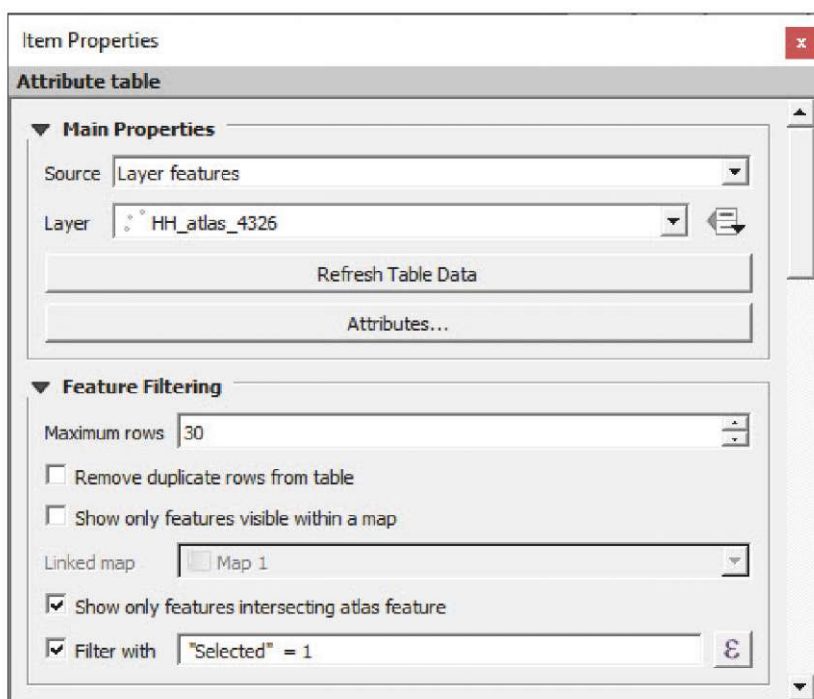 Item Properties
x
Attribute table
Main Properties
Source Layer features
Layer HH_atlas_4326
Refresh Table Data
Attributes...
Feature Filtering
Maximum rows 30
Remove duplicate rows from table
Show only features visible within a map
Linked map Map 1
Show only features intersecting atlas feature
Filter with "Selected" = 1 ε